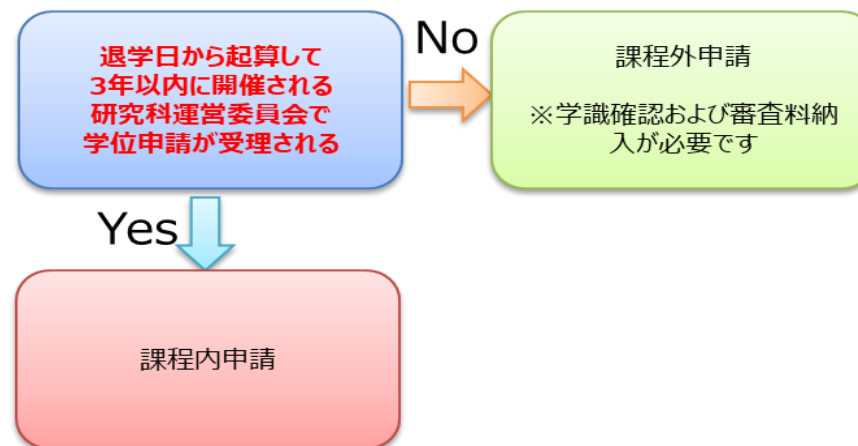 退学日から起算して
3年以内に開催される
研究科運営委員会で
学位申請が受理される
No
課程外申請
※学識確認および審査料納
入が必要です
Yes
課程内申請